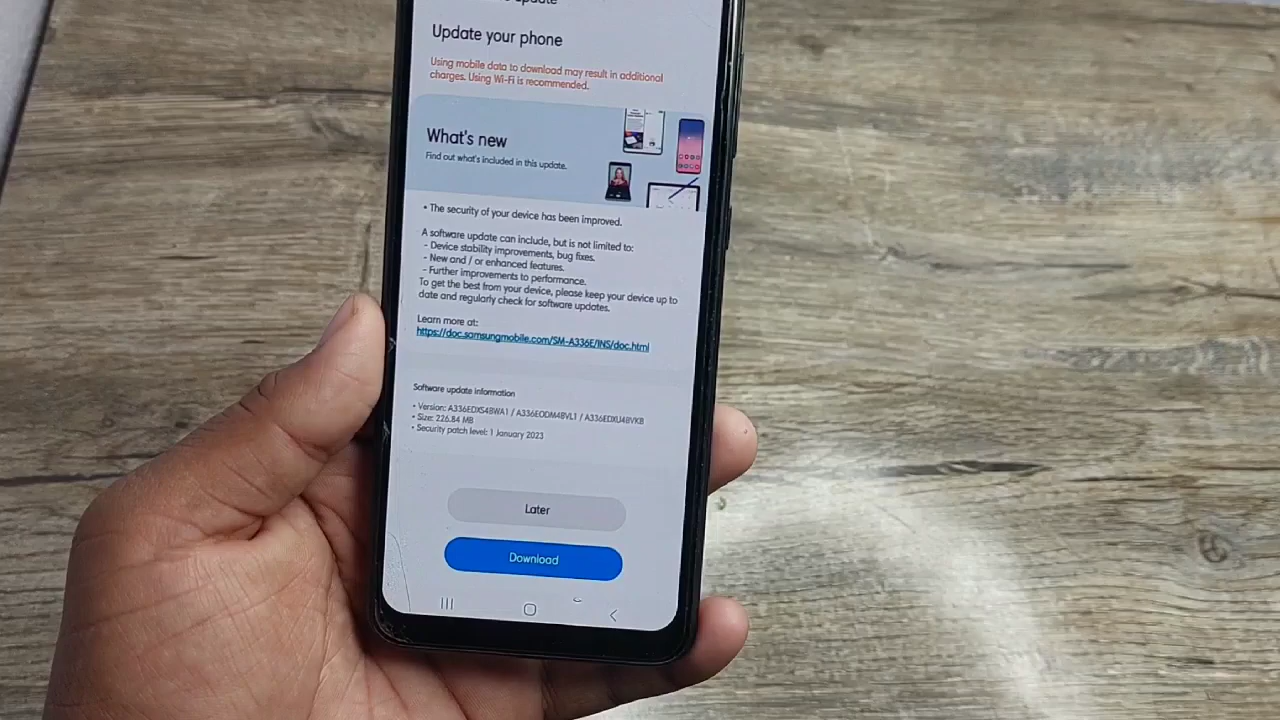 update
Update your phone
Using mobile data to download may result in additional
charges. Using Wi-Fi is recommended.
What's new
Find out what's included in this update.
• The security of your device has been improved.
A software update can include, but is not limited to:
- Device stability improvements, bug fixes.
- New and / or enhanced features.
- Further improvements to performance.
To get the best from your device, please keep your device up to
date and regularly check for software updates.
Learn more at:
https://doc.samsungmobile.com/SM-A336E/INS/doc.html
Software update information
• Version: A336EDXS4BWA1 / A336EODM4BVL1 / A336EDXU4BVKB
• Size: 226.84 MB
• Security patch level: 1 January 2023
Later
Download